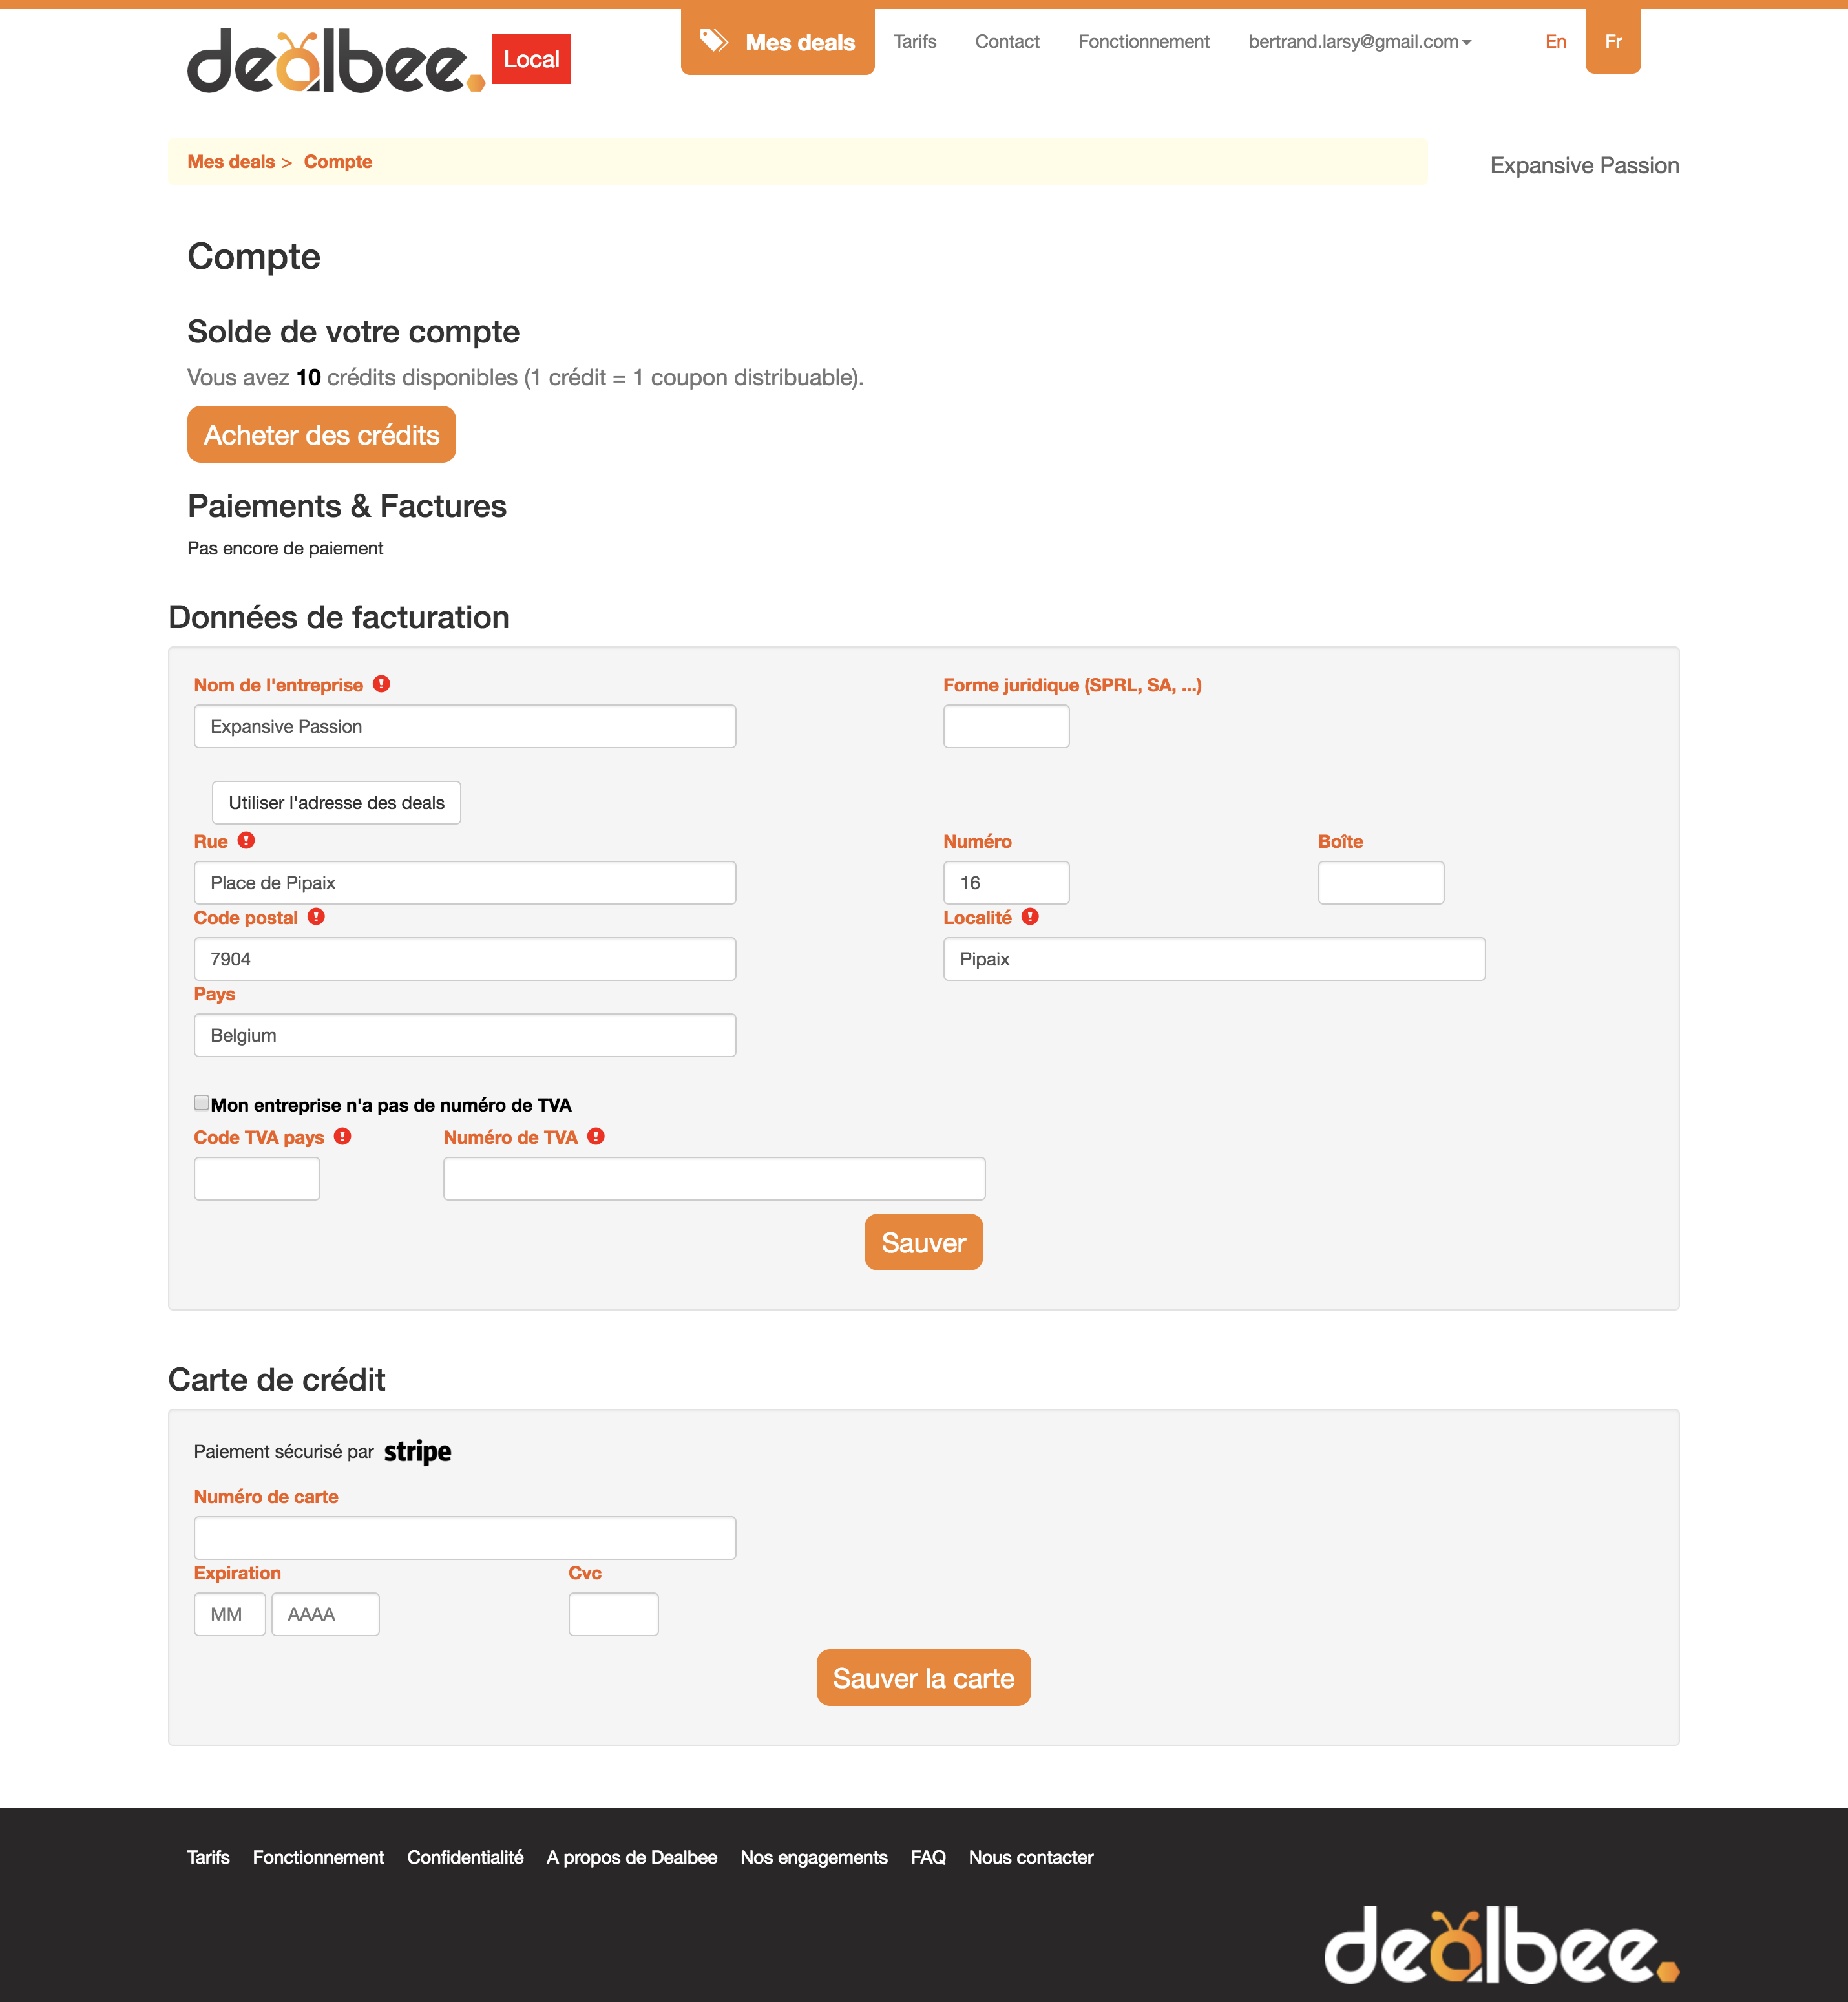 dealbee. Local
Mes deals Tarifs Contact Fonctionnement bertrand.larsy@gmail.com En Fr
Mes deals > Compte
Expansive Passion
Compte
Solde de votre compte
Vous avez 10 crédits disponibles (1 crédit = 1 coupon distribuable).
Acheter des crédits
Paiements & Factures
Pas encore de paiement
Données de facturation
Nom de l'entreprise Forme juridique (SPRL, SA, ...)
Expansive Passion
Utiliser l'adresse des deals
Rue Numéro Boîte
Place de Pipaix 16
Code postal Localité
7904 Pipaix
Pays
Belgium
Mon entreprise n'a pas de numéro de TVA
Code TVA pays Numéro de TVA
Sauver
Carte de crédit
Paiement sécurisé par stripe
Numéro de carte
Expiration Cvc
MM AAAA
Sauver la carte
Tarifs Fonctionnement Confidentialité A propos de Dealbee Nos engagements FAQ Nous contacter
dealbee.